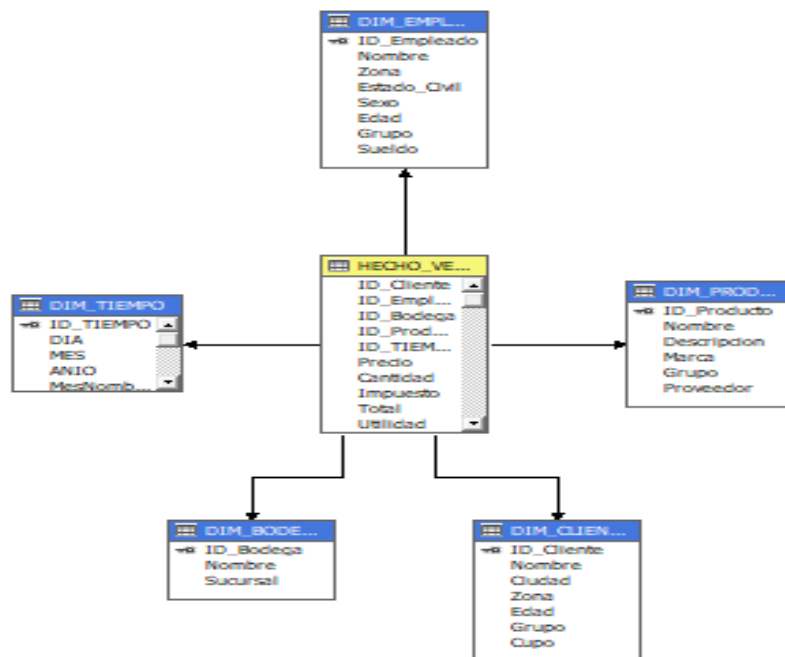 DIM_EMPL...
ID_Empleado
Nombre
Zona
Estado_Civil
Sexo
Edad
Grupo
Sueldo
HECHO_VE...
ID_Cliente
ID_Empl...
ID_Bodega
ID_Prod...
ID_TIEM...
Precio
Cantidad
Impuesto
Total
Utilidad
DIM_TIEMPO
ID_TIEMPO
DIA
MES
ANIO
MesNomb...
DIM_PROD...
ID_Producto
Nombre
Descripcion
Marca
Grupo
Proveedor
DIM_BODE...
ID_Bodega
Nombre
Sucursal
DIM_CLIEN...
ID_Cliente
Nombre
Ciudad
Zona
Edad
Grupo
Cupo